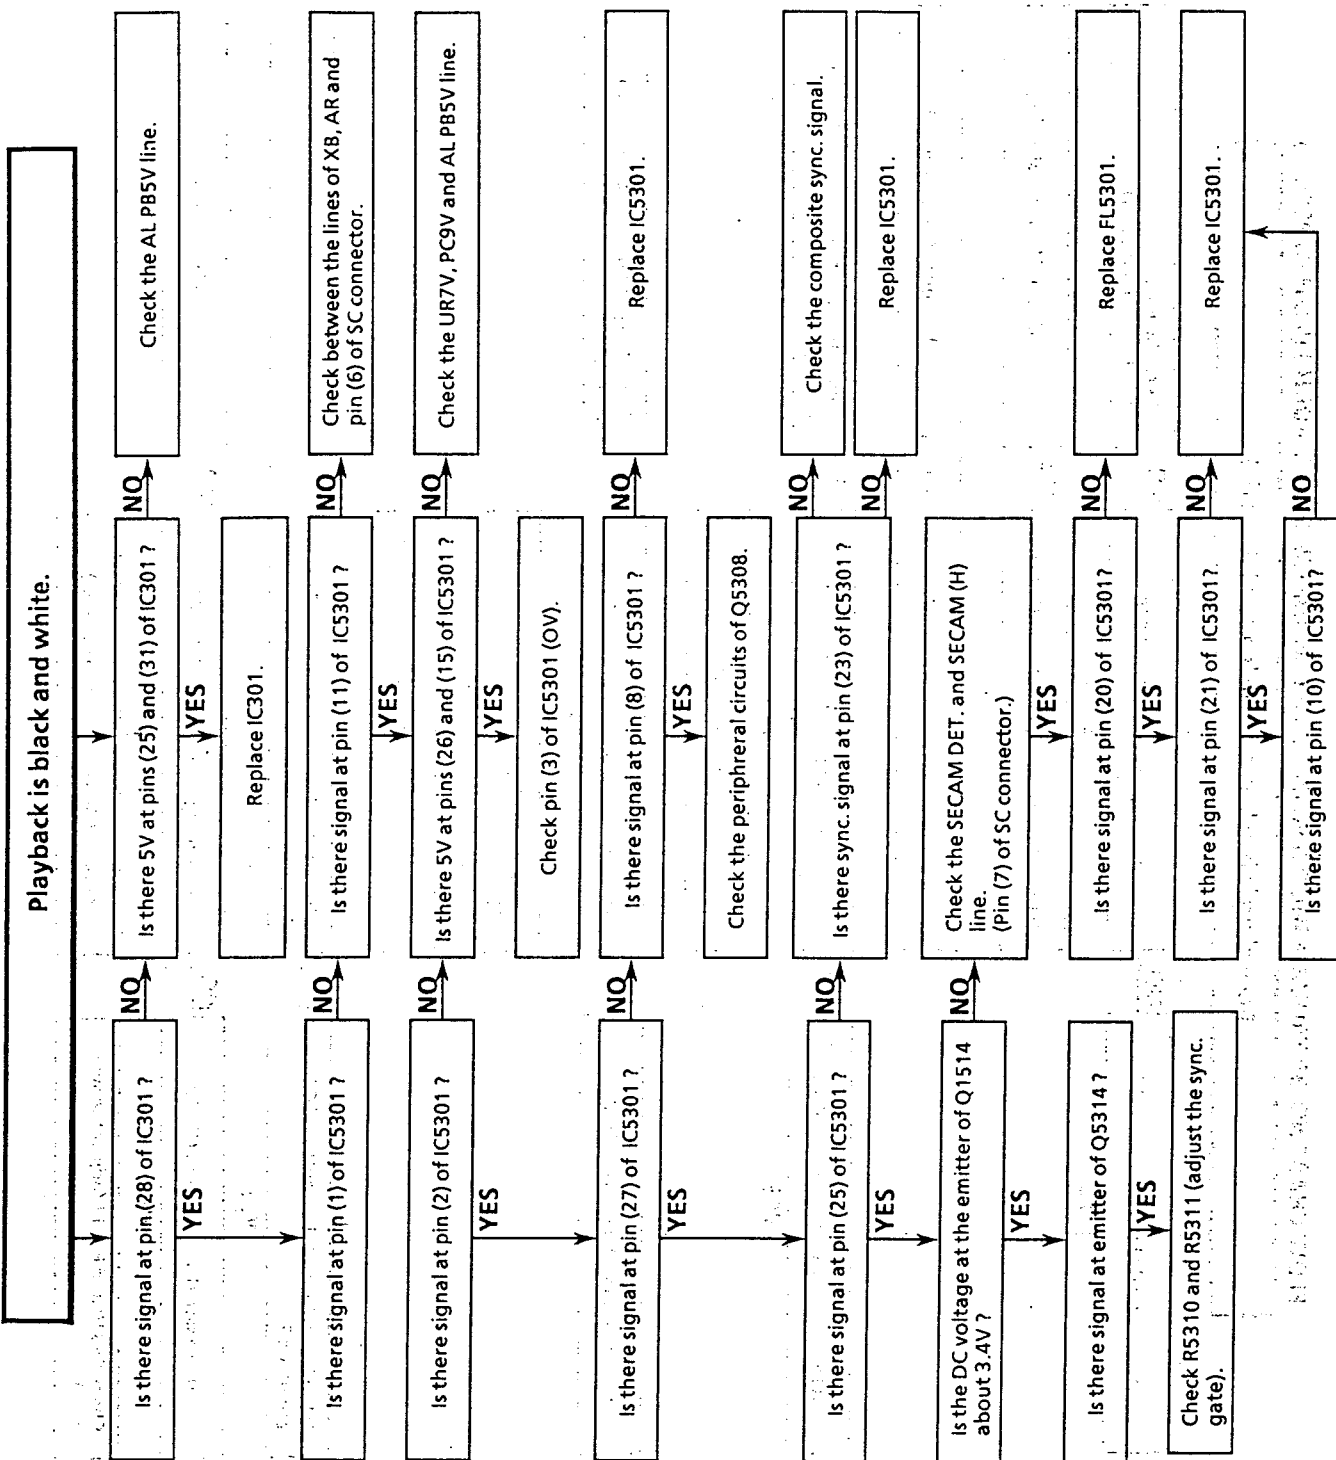 Playback is black and white.
Is there signal at pin (28) of IC301 ?
NO
Is there 5V at pins (25) and (31) of IC301 ?
NO
Check the AL PB5V line.
YES
YES
Replace IC301.
Is there signal at pin (1) of IC5301 ?
NO
Is there signal at pin (11) of IC5301 ?
NO
Check between the lines of XB, AR and
pin (6) of SC connector.
YES
Is there signal at pin (2) of IC5301 ?
NO
Is there 5V at pins (26) and (15) of IC5301 ?
NO
Check the UR7V, PC9V and AL PB5V line.
YES
YES
Check pin (3) of IC5301 (OV).
Is there signal at pin (27) of IC5301 ?
NO
Is there signal at pin (8) of IC5301 ?
NO
Replace IC5301.
YES
YES
Check the peripheral circuits of Q5308.
Is there signal at pin (25) of IC5301 ?
NO
Is there sync. signal at pin (23) of IC5301 ?
NO
Check the composite sync. signal.
NO
Replace IC5301.
YES
Is the DC voltage at the emitter of Q1514
about 3.4V ?
NO
Check the SECAM DET. and SECAM (H)
line.
(Pin (7) of SC connector.)
YES
YES
Is there signal at emitter of Q5314 ?
Is there signal at pin (20) of IC5301?
NO
Replace FL5301.
YES
YES
Check R5310 and R5311 (adjust the sync.
gate).
Is there signal at pin (21) of IC5301?
NO
Replace IC5301.
YES
Is there signal at pin (10) of IC5301?
NO